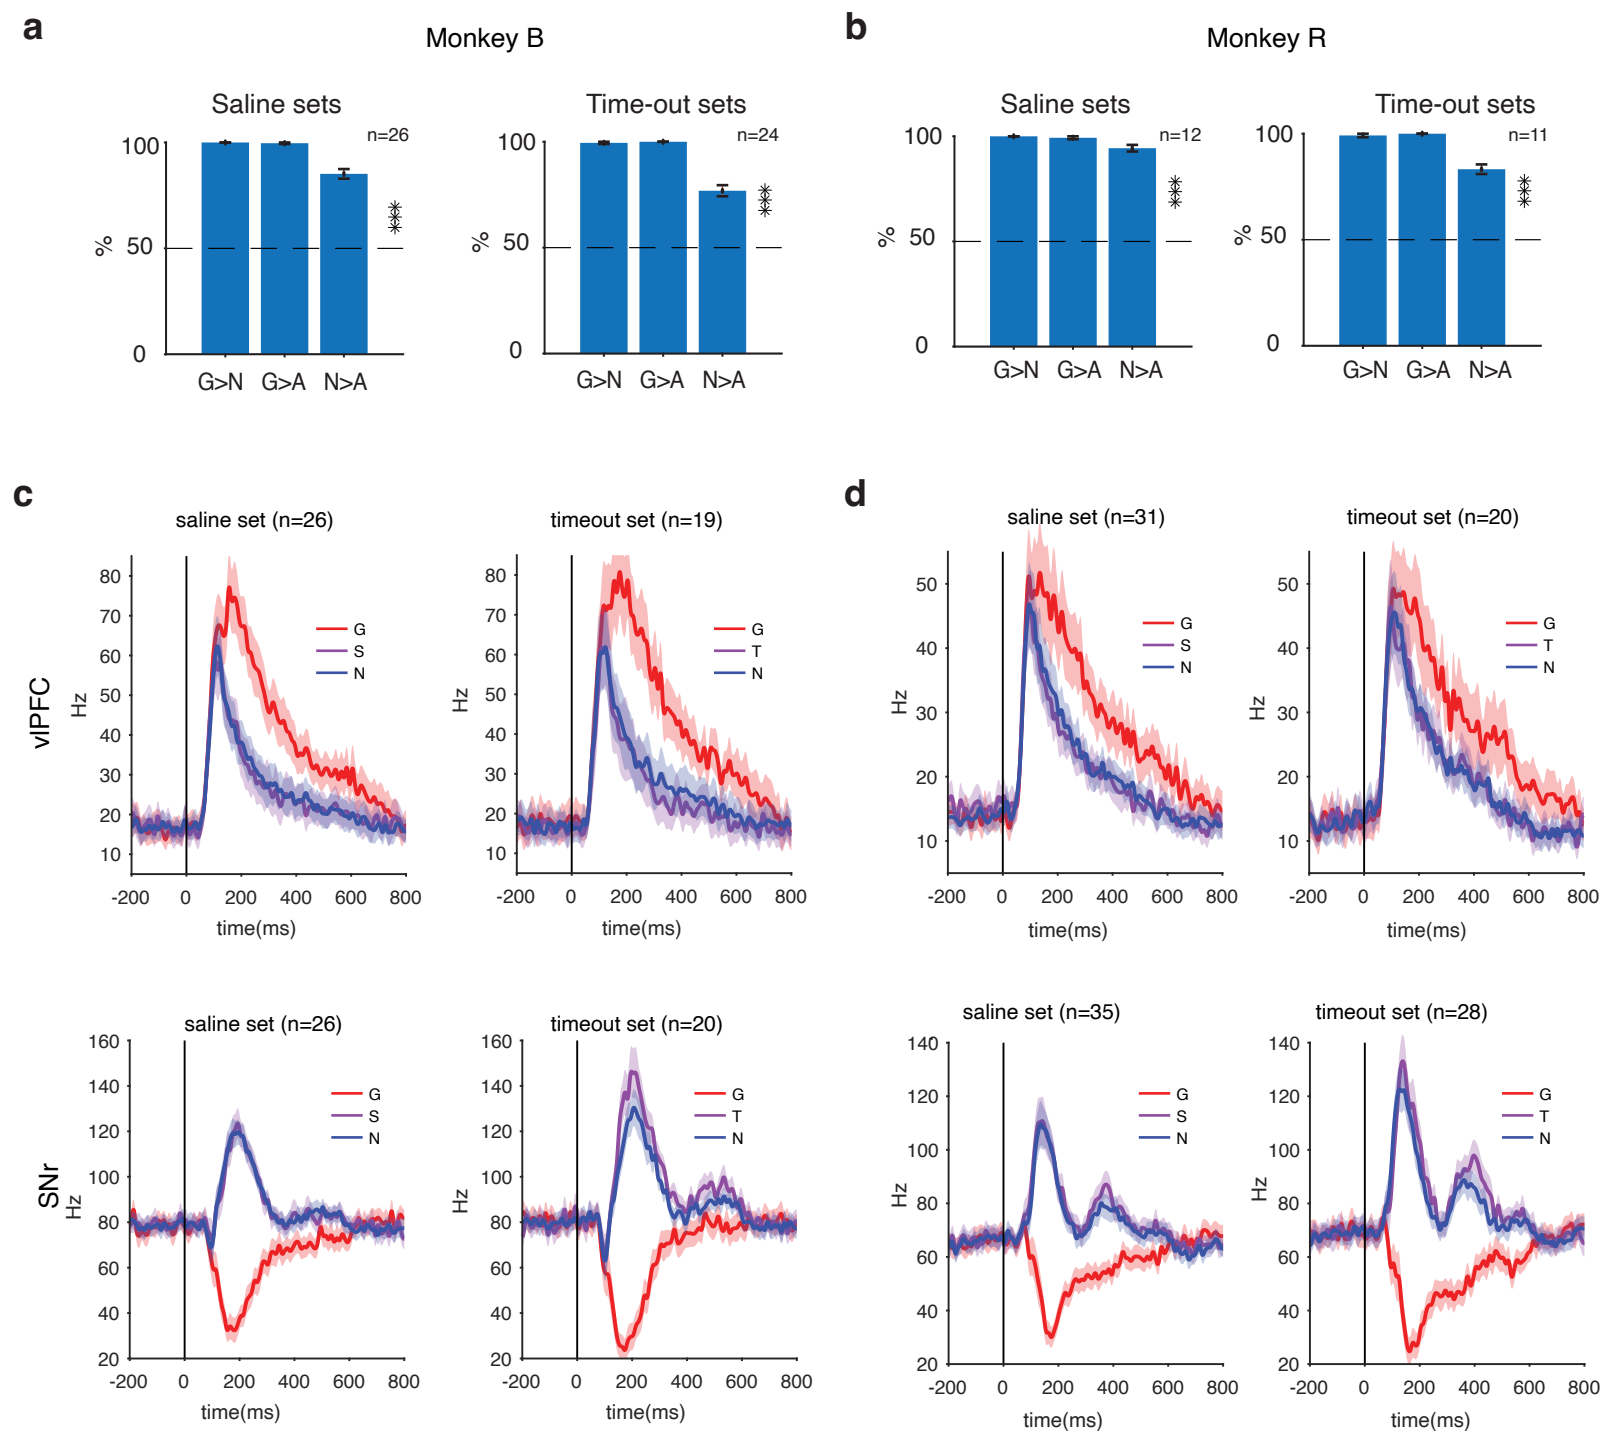 a
Monkey B
b
Monkey R
Saline sets
n=26
100
50
0
%
G>N G>A N>A
Time-out sets
n=24
100
50
0
%
G>N G>A N>A
Saline sets
n=12
100
50
0
%
G>N G>A N>A
Time-out sets
n=11
100
50
0
%
G>N G>A N>A
c
vlPFC
saline set (n=26)
80
70
60
50
40
30
20
10
Hz
G
S
N
-200 0 200 400 600 800
time(ms)
timeout set (n=19)
80
70
60
50
40
30
20
10
Hz
G
T
N
-200 0 200 400 600 800
time(ms)
d
saline set (n=31)
50
40
30
20
10
Hz
G
S
N
-200 0 200 400 600 800
time(ms)
timeout set (n=20)
50
40
30
20
10
Hz
G
T
N
-200 0 200 400 600 800
time(ms)
SNr
saline set (n=26)
160
140
120
100
80
60
40
20
Hz
G
S
N
-200 0 200 400 600 800
time(ms)
timeout set (n=20)
160
140
120
100
80
60
40
20
Hz
G
T
N
-200 0 200 400 600 800
time(ms)
saline set (n=35)
140
120
100
80
60
40
20
Hz
G
S
N
-200 0 200 400 600 800
time(ms)
timeout set (n=28)
140
120
100
80
60
40
20
Hz
G
T
N
-200 0 200 400 600 800
time(ms)